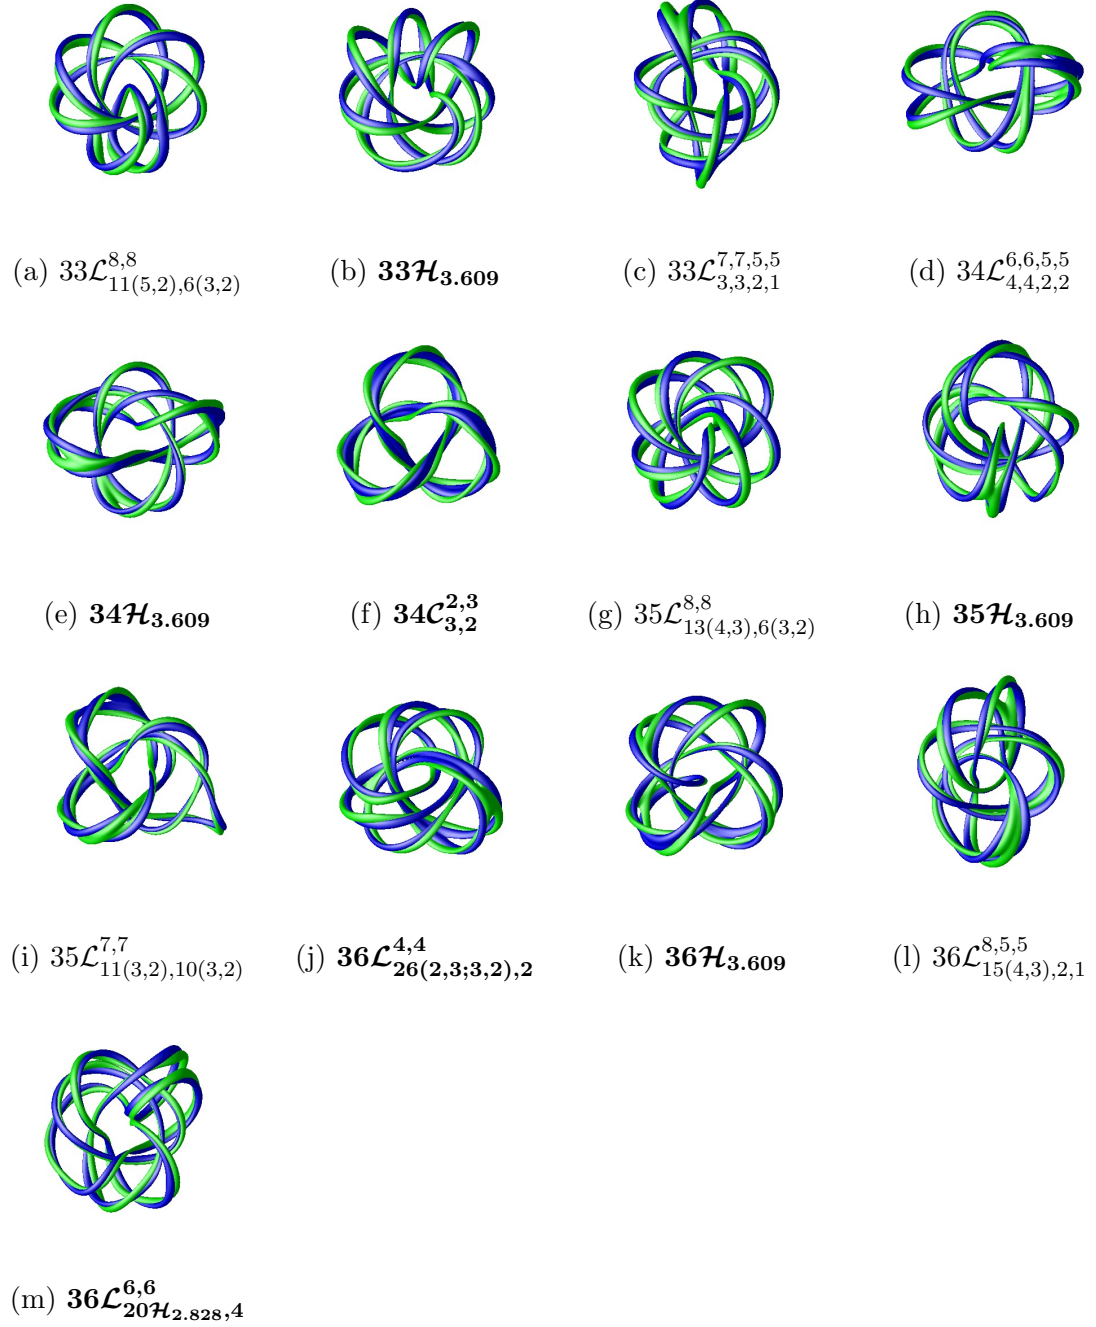 (a) 33ℒ^{8,8}_{11(5,2),6(3,2)} (b) 33ℋ_{3.609} (c) 33ℒ^{7,7,5,5}_{3,3,2,1} (d) 34ℒ^{6,6,5,5}_{4,4,2,2}
(e) 34ℋ_{3.609} (f) 34𝒞^{2,3}_{3,2} (g) 35ℒ^{8,8}_{13(4,3),6(3,2)} (h) 35ℋ_{3.609}
(i) 35ℒ^{7,7}_{11(3,2),10(3,2)} (j) 36ℒ^{4,4}_{26(2,3;3,2),2} (k) 36ℋ_{3.609} (l) 36ℒ^{8,5,5}_{15(4,3),2,1}
(m) 36ℒ^{6,6}_{20ℋ_{2.828},4}